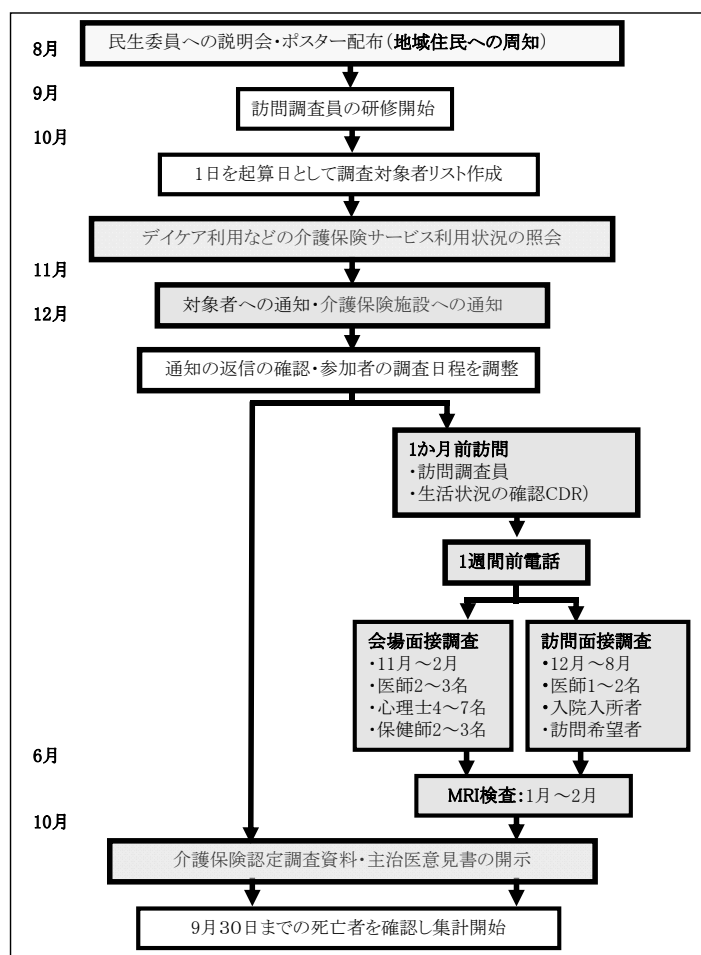 8月
民生委員への説明会・ポスター配布(地域住民への周知)
9月
訪問調査員の研修開始
10月
1日を起算日として調査対象者リスト作成
デイケア利用などの介護保険サービス利用状況の照会
11月
対象者への通知・介護保険施設への通知
12月
通知の返信の確認・参加者の調査日程を調整
1か月前訪問
・訪問調査員
・生活状況の確認CDR)
1週間前電話
会場面接調査
・11月～2月
・医師2～3名
・心理士4～7名
・保健師2～3名
訪問面接調査
•12月～8月
•医師1～2名
•入院入所者
・訪問希望者
6月
MRI検査:1月～2月
10月
介護保険認定調査資料・主治医意見書の開示
9月30日までの死亡者を確認し集計開始